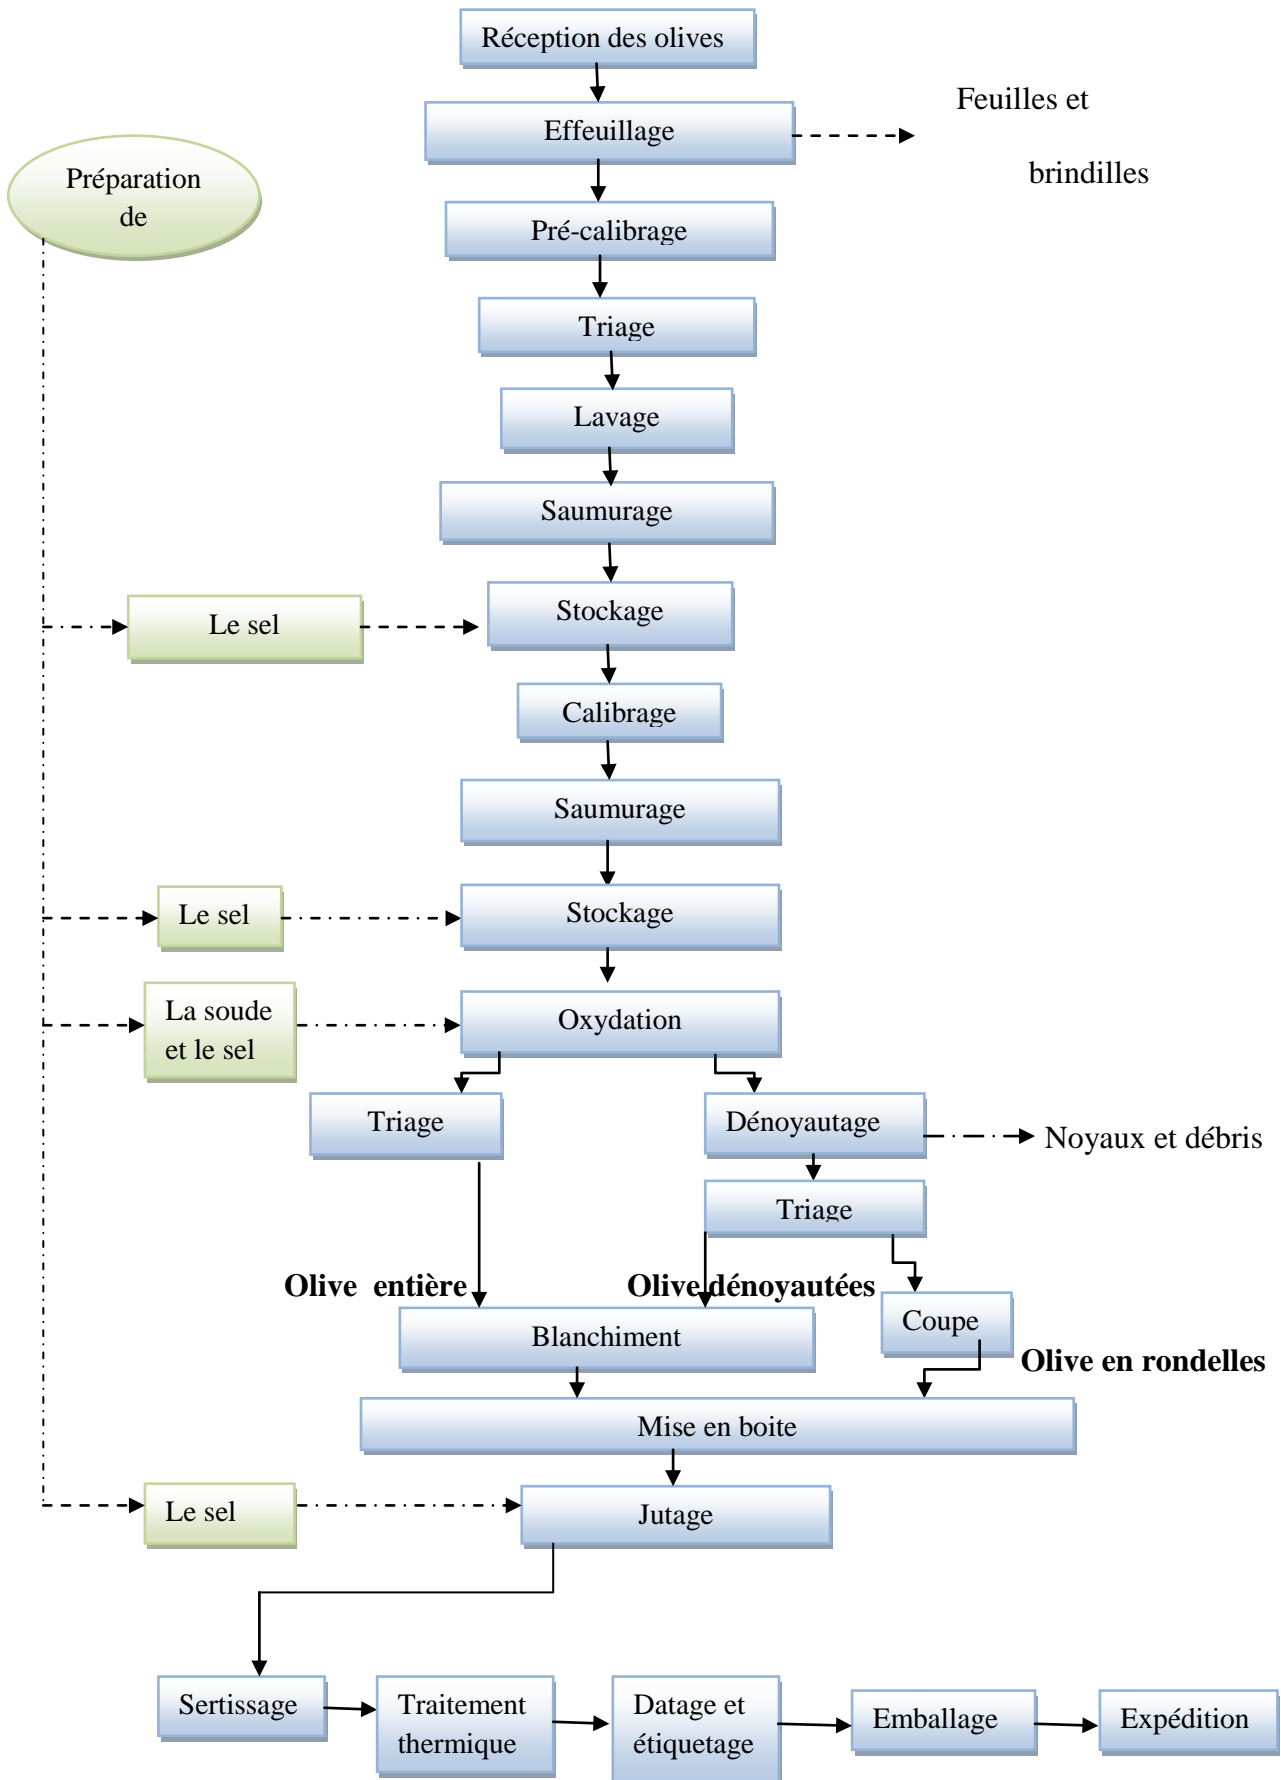 Réception des olives
Feuilles et
Effeuillage
brindilles
Préparation
de
Pré-calibrage
Triage
Lavage
Saumurage
Le sel
Stockage
Calibrage
Saumurage
Le sel
Stockage
La soude
et le sel
Oxydation
Triage
Dénoyautage
Noyaux et débris
Triage
Olive entière
Olive dénoyautées
Coupe
Blanchiment
Olive en rondelles
Mise en boite
Le sel
Jutage
Sertissage
Traitement
thermique
Datage et
étiquetage
Emballage
Expédition